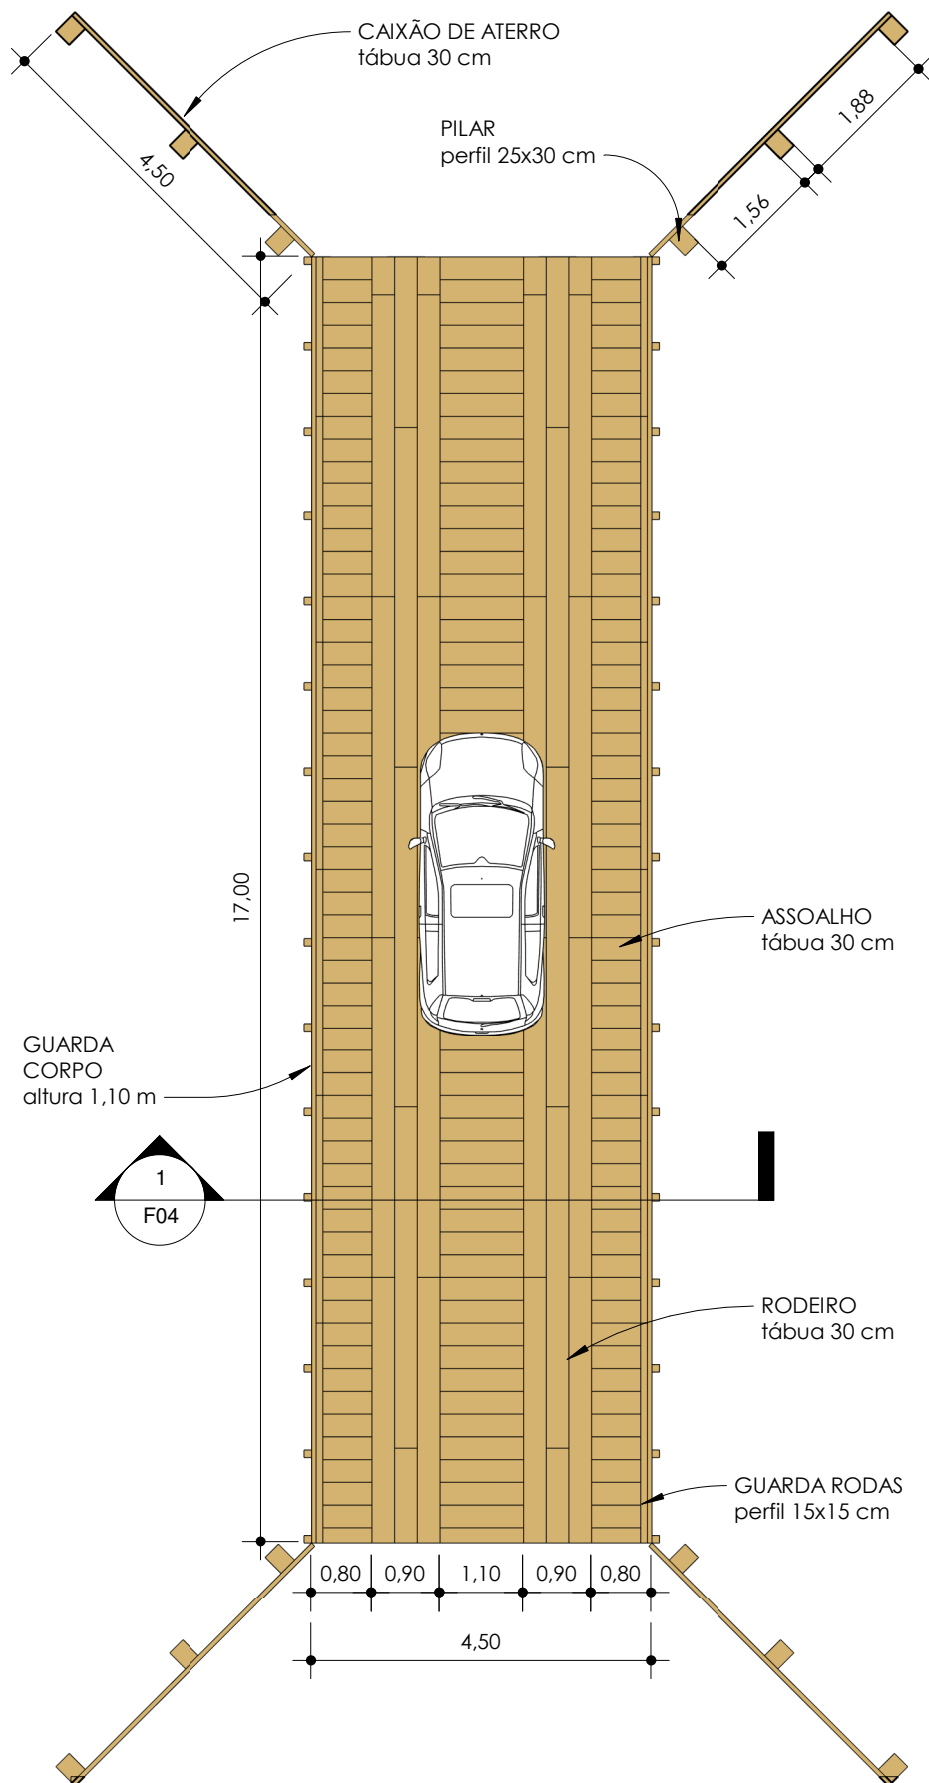 CAIXÃO DE ATERRO
tábua 30 cm
PILAR
perfil 25x30 cm
1,88
4,50
1,56
17,00
ASSOALHO
tábua 30 cm
GUARDA
CORPO
altura 1,10 m
1
F04
RODEIRO
tábua 30 cm
GUARDA RODAS
perfil 15x15 cm
0,80
0,90
1,10
0,90
0,80
4,50